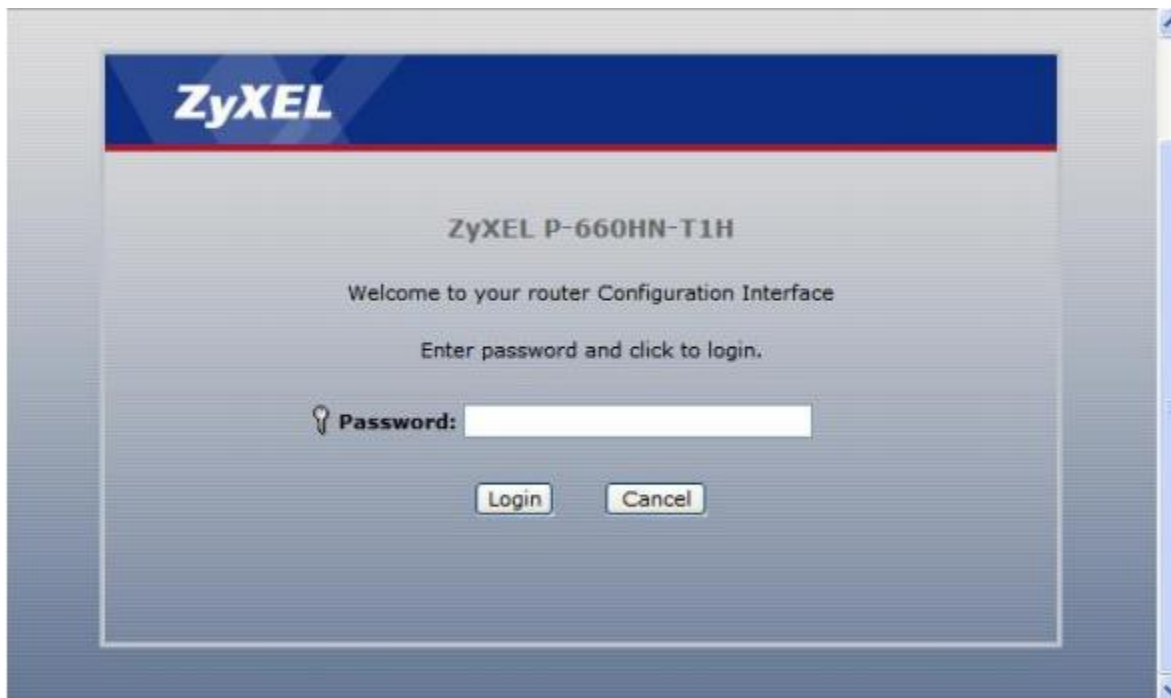 ZyXEL
ZyXEL P-660HN-T1H
Welcome to your router Configuration Interface
Enter password and click to login.
Password:
Login Cancel